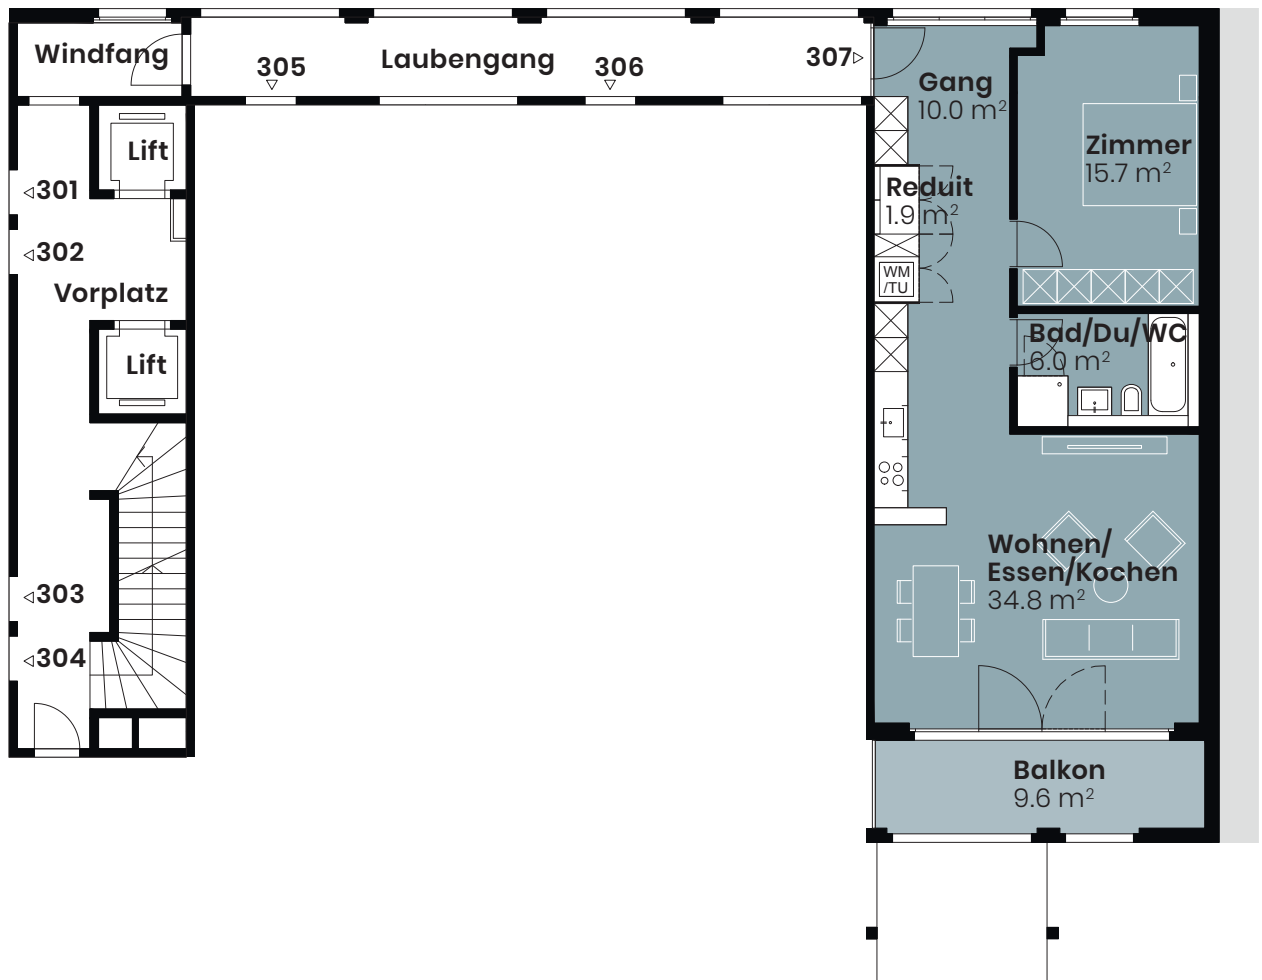 Windfang
Laubengang
305
306
307
Gang
10.0 m²
Lift
Zimmer
15.7 m²
301
Reduit
1.9 m²
302
WM
/TU
Vorplatz
Bad/Du/WC
6.0 m²
Lift
Wohnen/
Essen/Kochen
34.8 m²
303
304
Balkon
9.6 m²